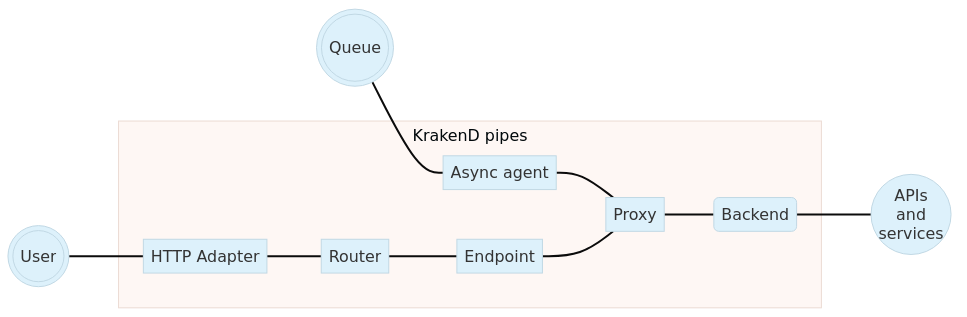 Queue
KrakenD pipes
Async agent
Proxy
Backend
APIs
and
services
User
HTTP Adapter
Router
Endpoint